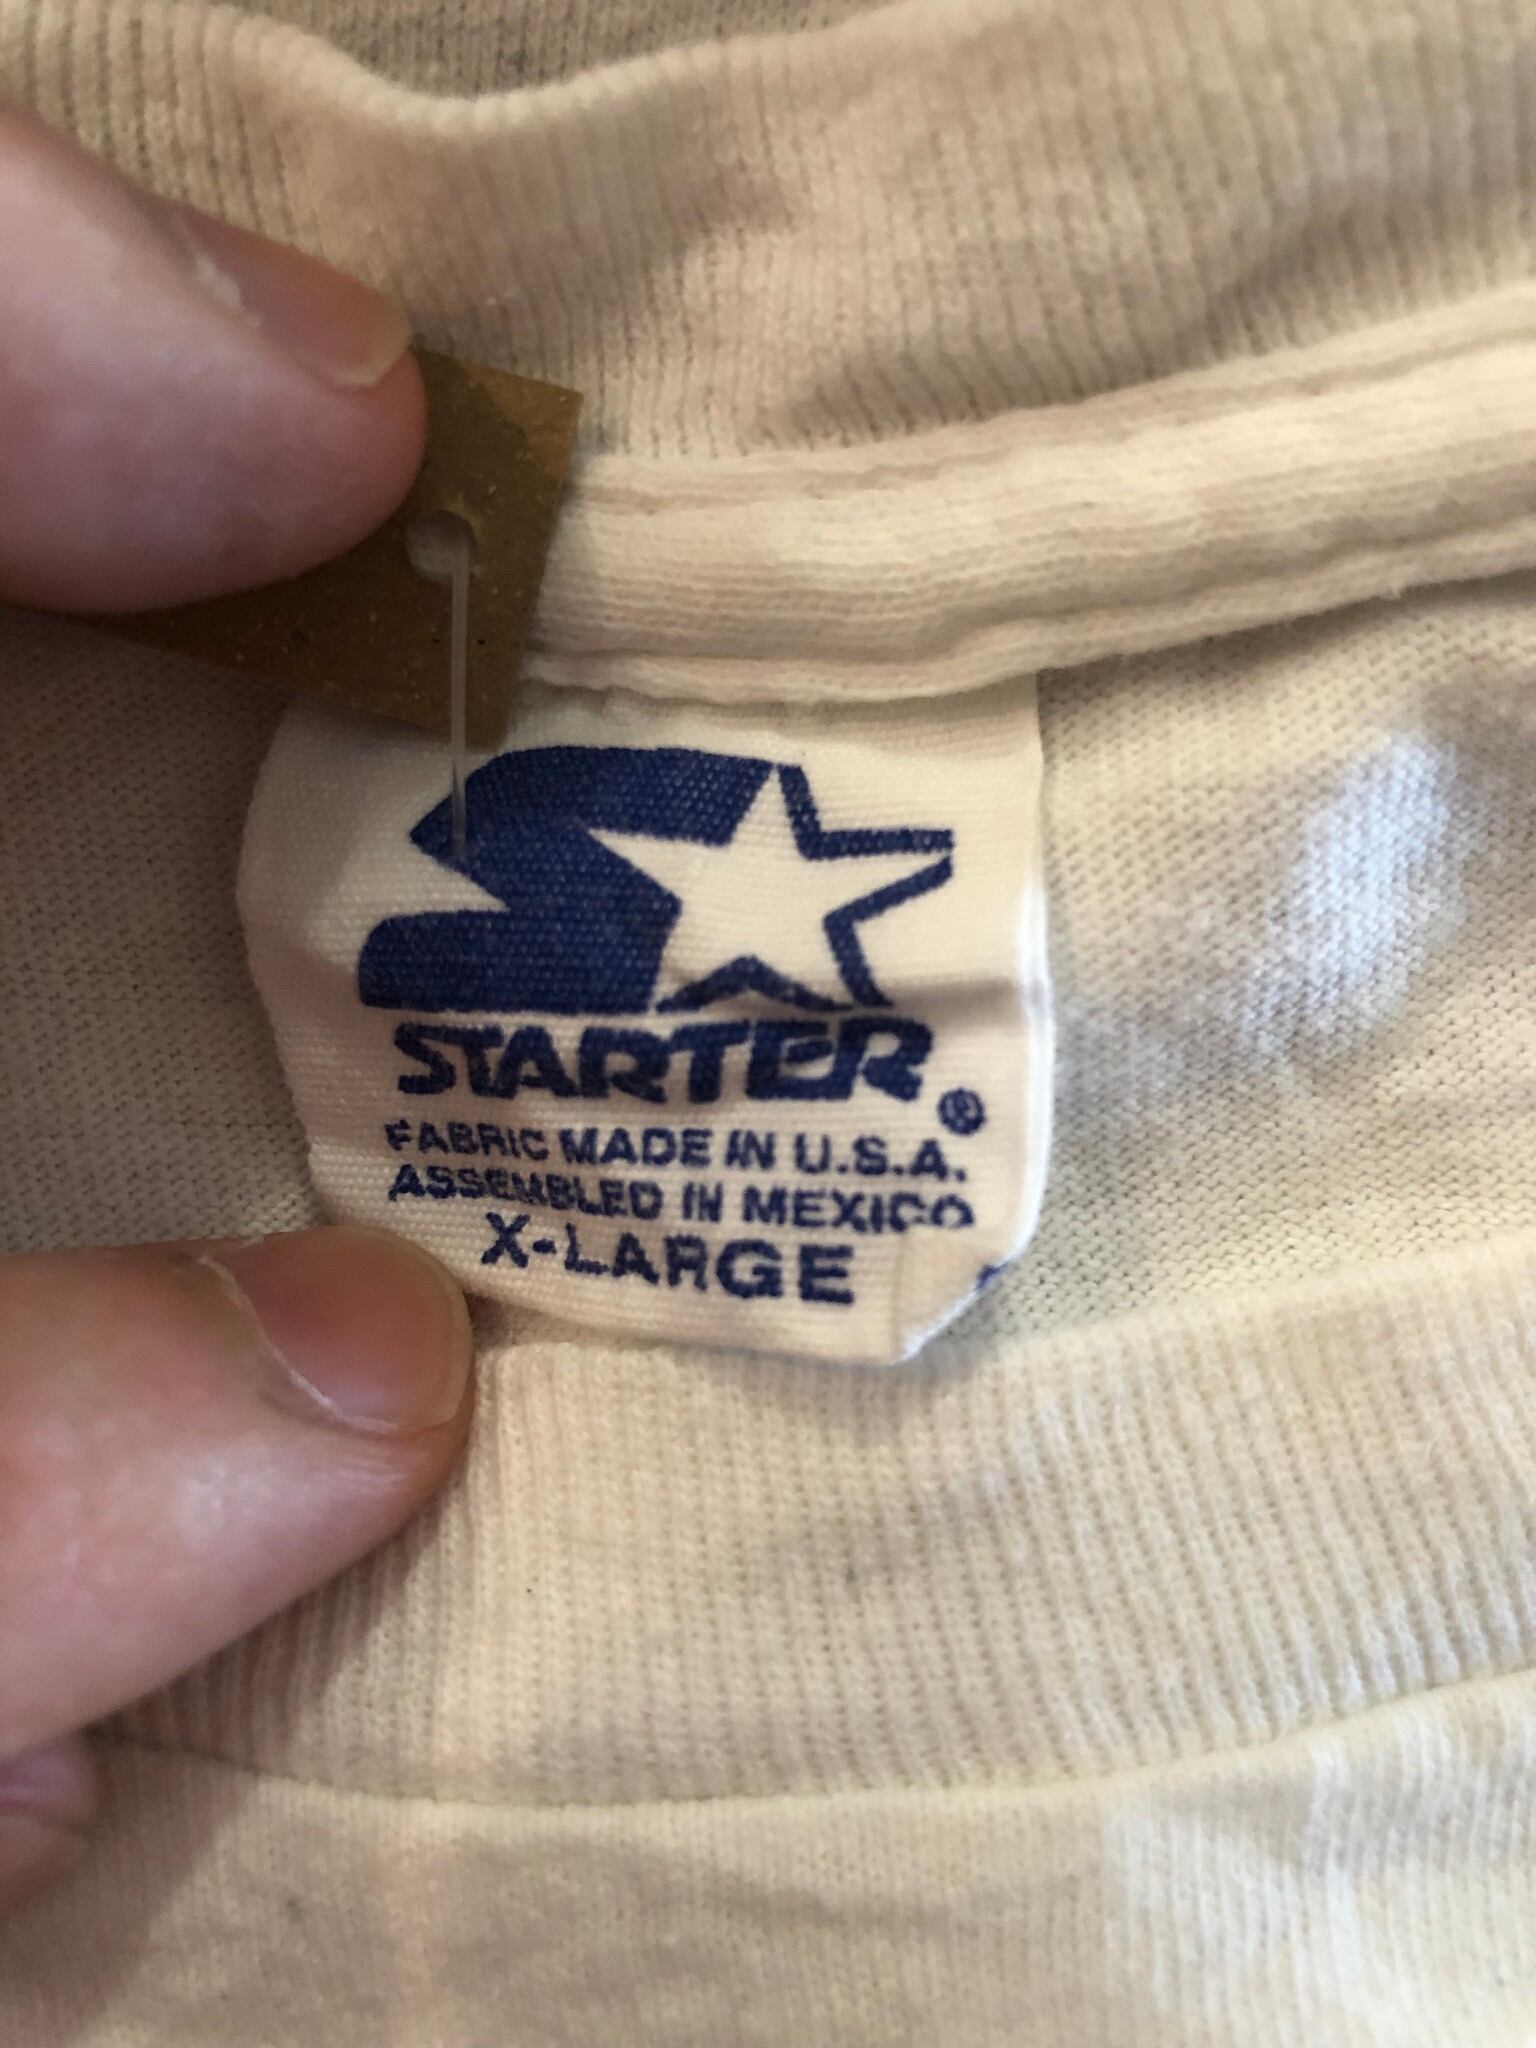 STARTER®
FABRIC MADE IN U.S.A.
ASSEMBLED IN MEXICO
X-LARGE